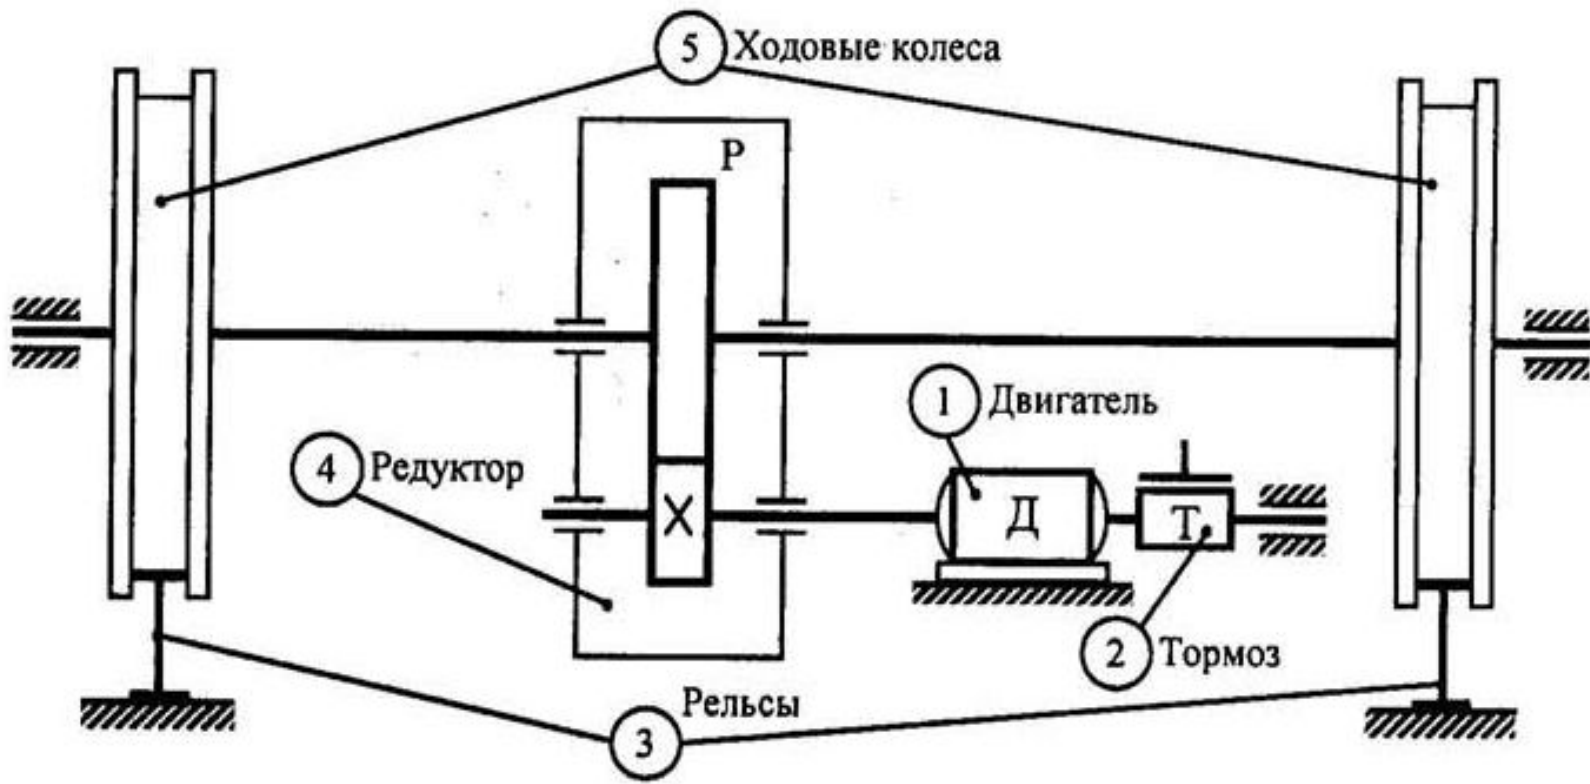 5 Ходовые колеса
Р
1 Двигатель
4 Редуктор
Х
Д
Т
2 Тормоз
Рельсы
3